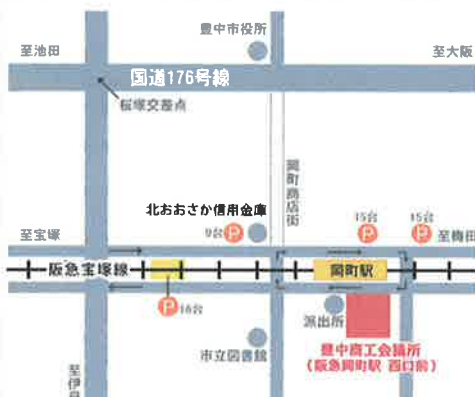 豊中市役所
至池田
至大阪
国道176号線
桜塚交差点
岡町商店街
北おおさか信用金庫
9台 P
15台
P
15台
P
至宝塚
至梅田
阪急宝塚線
岡町駅
P 16台
派出所
市立図書館
豊中商工会議所
(阪急岡町駅 西口前)
至伊丹